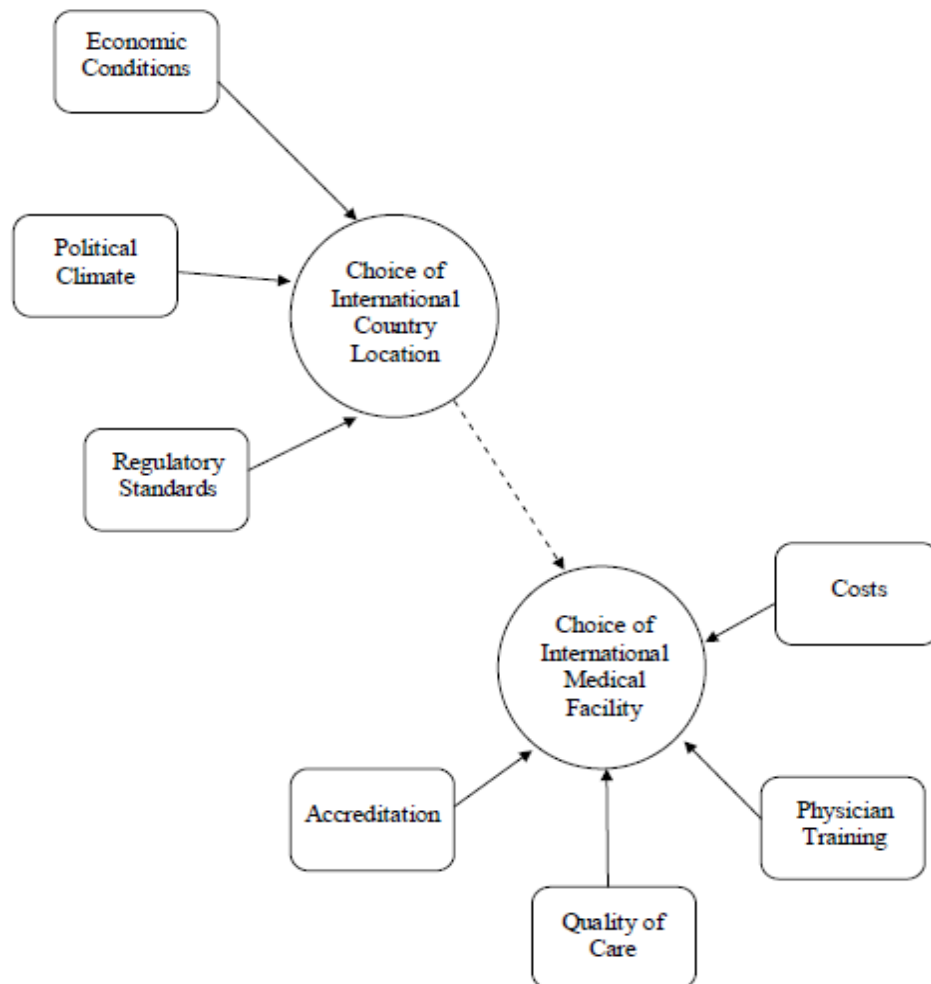 Economic
Conditions
Political
Climate
Choice of
International
Country
Location
Regulatory
Standards
Costs
Choice of
International
Medical
Facility
Accreditation
Physician
Training
Quality of
Care